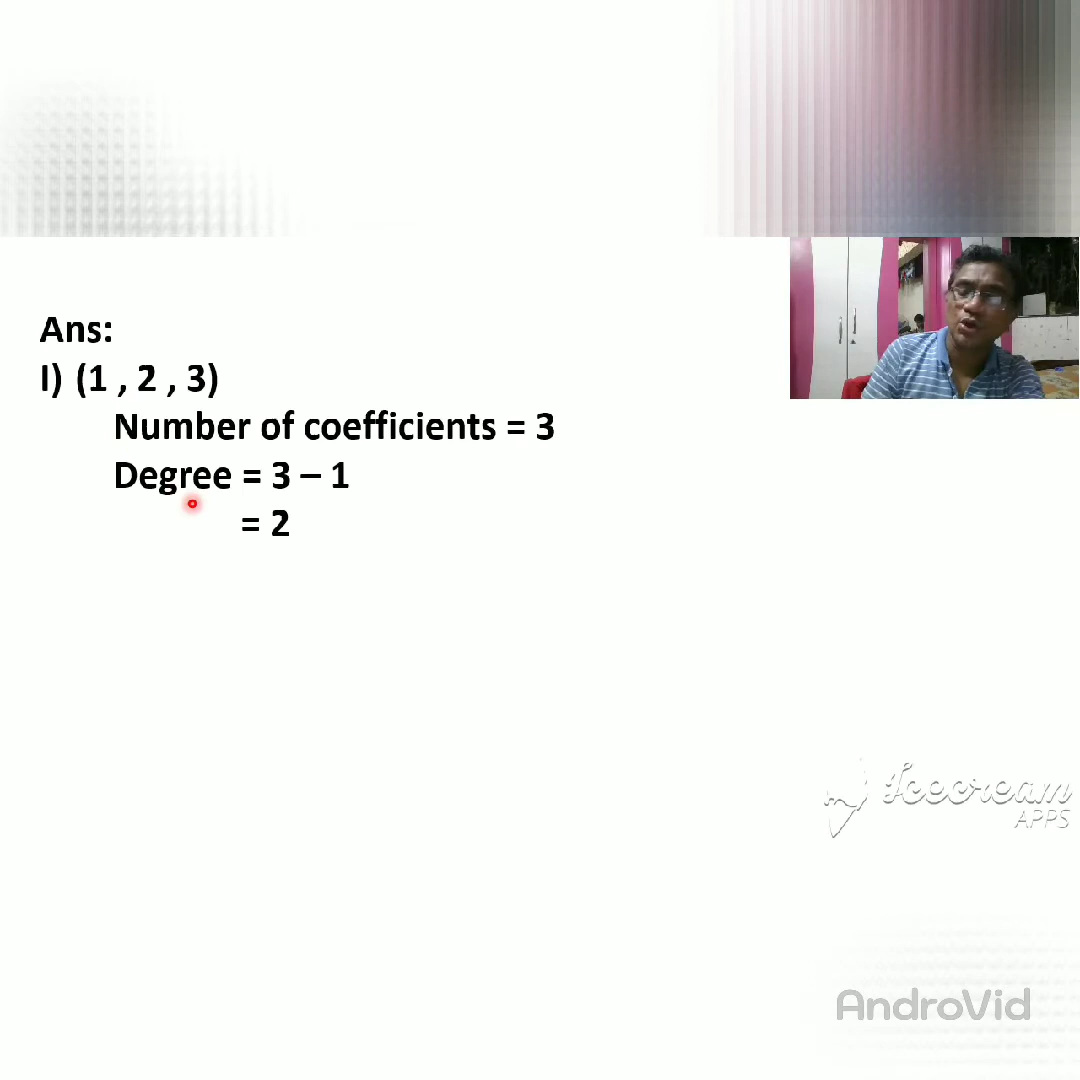 Ans:
I) (1 , 2 , 3)
Number of coefficients = 3
Degree = 3 – 1
= 2
Icecream
APPS
AndroVid